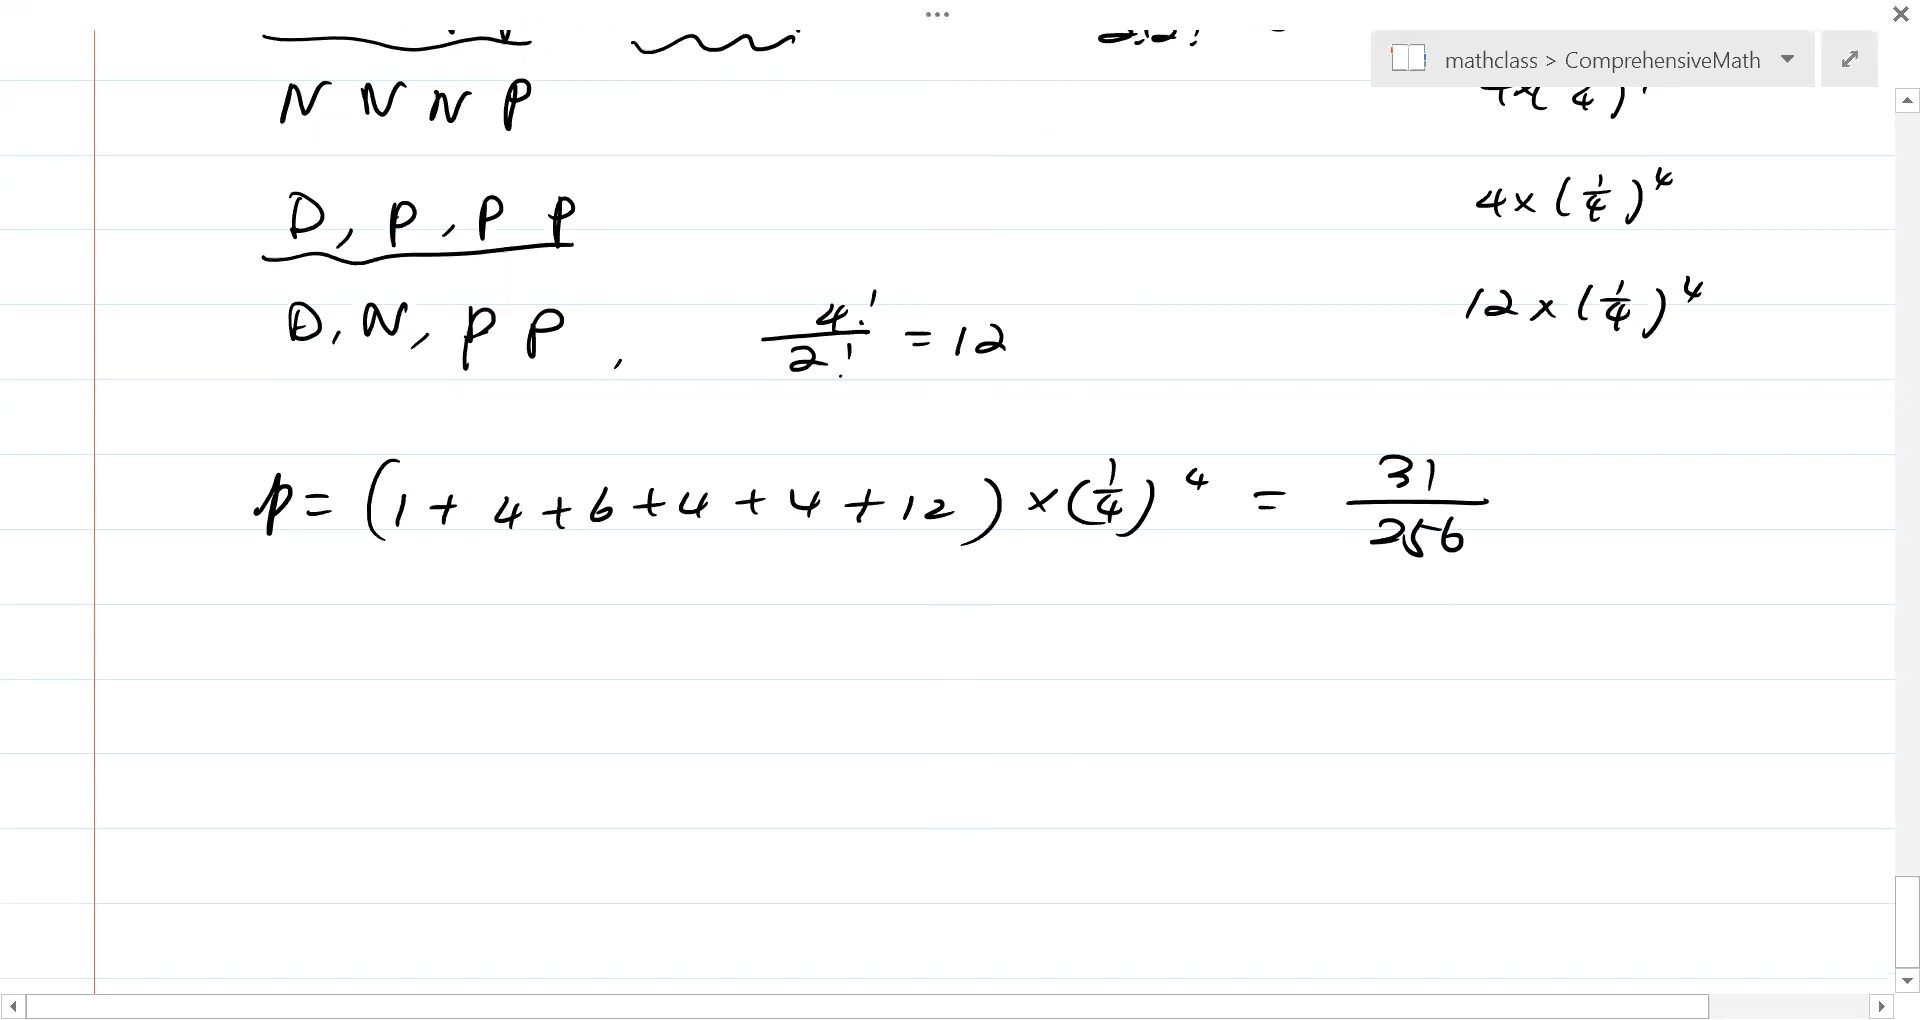 mathclass > ComprehensiveMath
N N N P
D, P, P P
4 × (1/4)^4
D, N, P P, 4!/2! = 12
12 × (1/4)^4
p = (1 + 4 + 6 + 4 + 4 + 12) × (1/4)^4 = 31/256